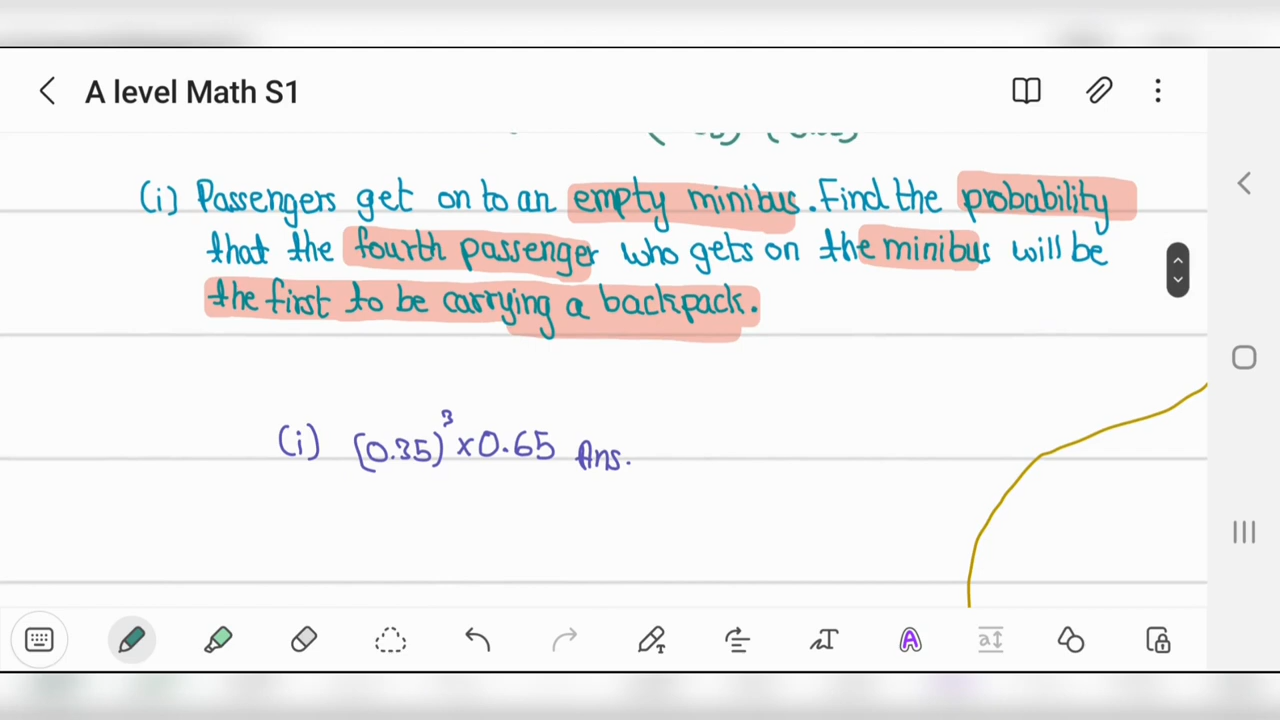 A level Math S1
(i) Passengers get on to an empty minibus. Find the probability
that the fourth passenger who gets on the minibus will be
the first to be carrying a backpack.
(i) (0.35)³ × 0.65 Ans.